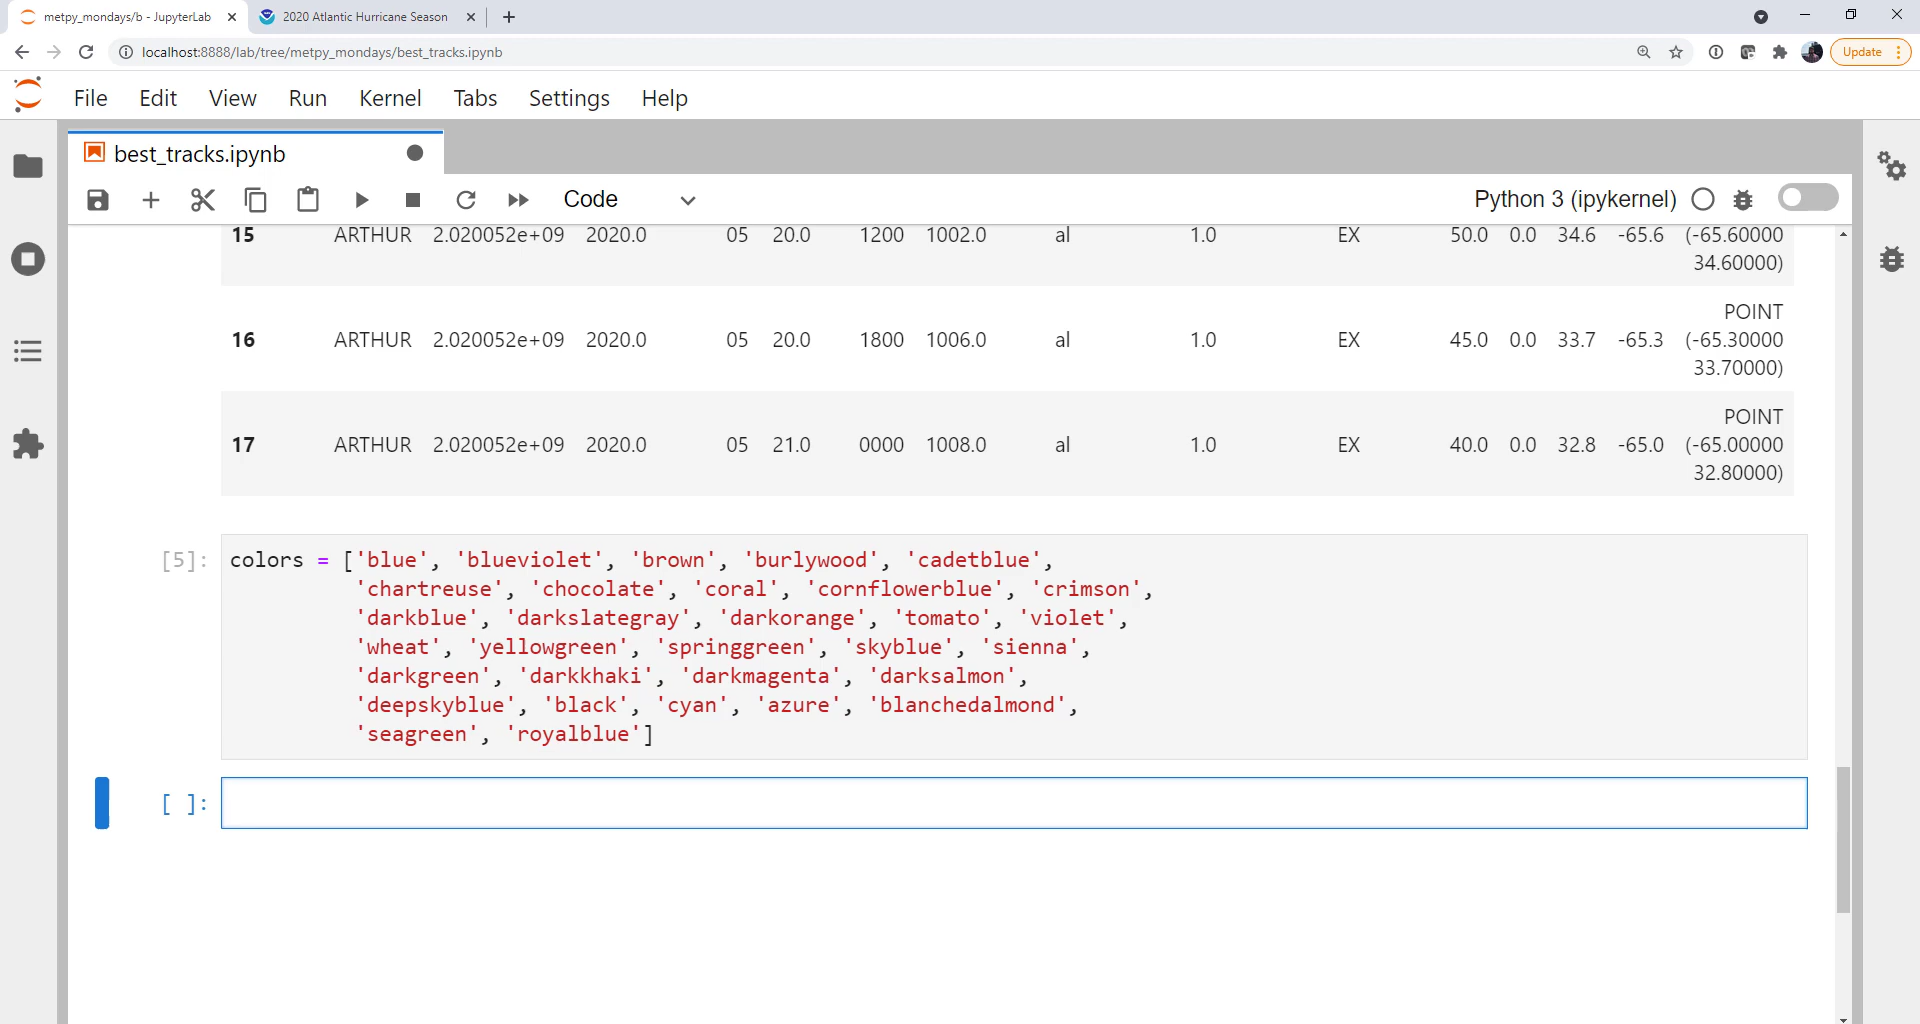 metpy_mondays/b - JupyterLab
2020 Atlantic Hurricane Season
localhost:8888/lab/tree/metpy_mondays/best_tracks.ipynb
Update
File Edit View Run Kernel Tabs Settings Help
best_tracks.ipynb
Code
Python 3 (ipykernel)
15 ARTHUR 2.020052e+09 2020.0 05 20.0 1200 1002.0 al 1.0 EX 50.0 0.0 34.6 -65.6 (-65.60000
34.60000)
POINT
16 ARTHUR 2.020052e+09 2020.0 05 20.0 1800 1006.0 al 1.0 EX 45.0 0.0 33.7 -65.3 (-65.30000
33.70000)
POINT
17 ARTHUR 2.020052e+09 2020.0 05 21.0 0000 1008.0 al 1.0 EX 40.0 0.0 32.8 -65.0 (-65.00000
32.80000)
[5]: colors = ['blue', 'blueviolet', 'brown', 'burlywood', 'cadetblue',
'chartreuse', 'chocolate', 'coral', 'cornflowerblue', 'crimson',
'darkblue', 'darkslategray', 'darkorange', 'tomato', 'violet',
'wheat', 'yellowgreen', 'springgreen', 'skyblue', 'sienna',
'darkgreen', 'darkkhaki', 'darkmagenta', 'darksalmon',
'deepskyblue', 'black', 'cyan', 'azure', 'blanchedalmond',
'seagreen', 'royalblue']
[ ]: